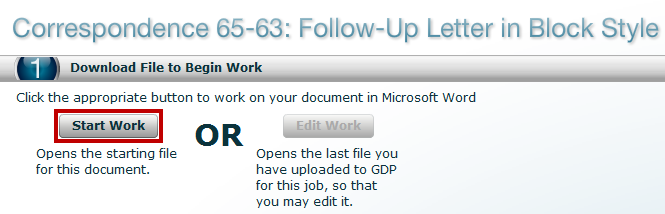 Correspondence 65-63: Follow-Up Letter in Block Style
1 Download File to Begin Work
Click the appropriate button to work on your document in Microsoft Word
Start Work OR Edit Work
Opens the starting file
for this document.
Opens the last file you
have uploaded to GDP
for this job, so that
you may edit it.